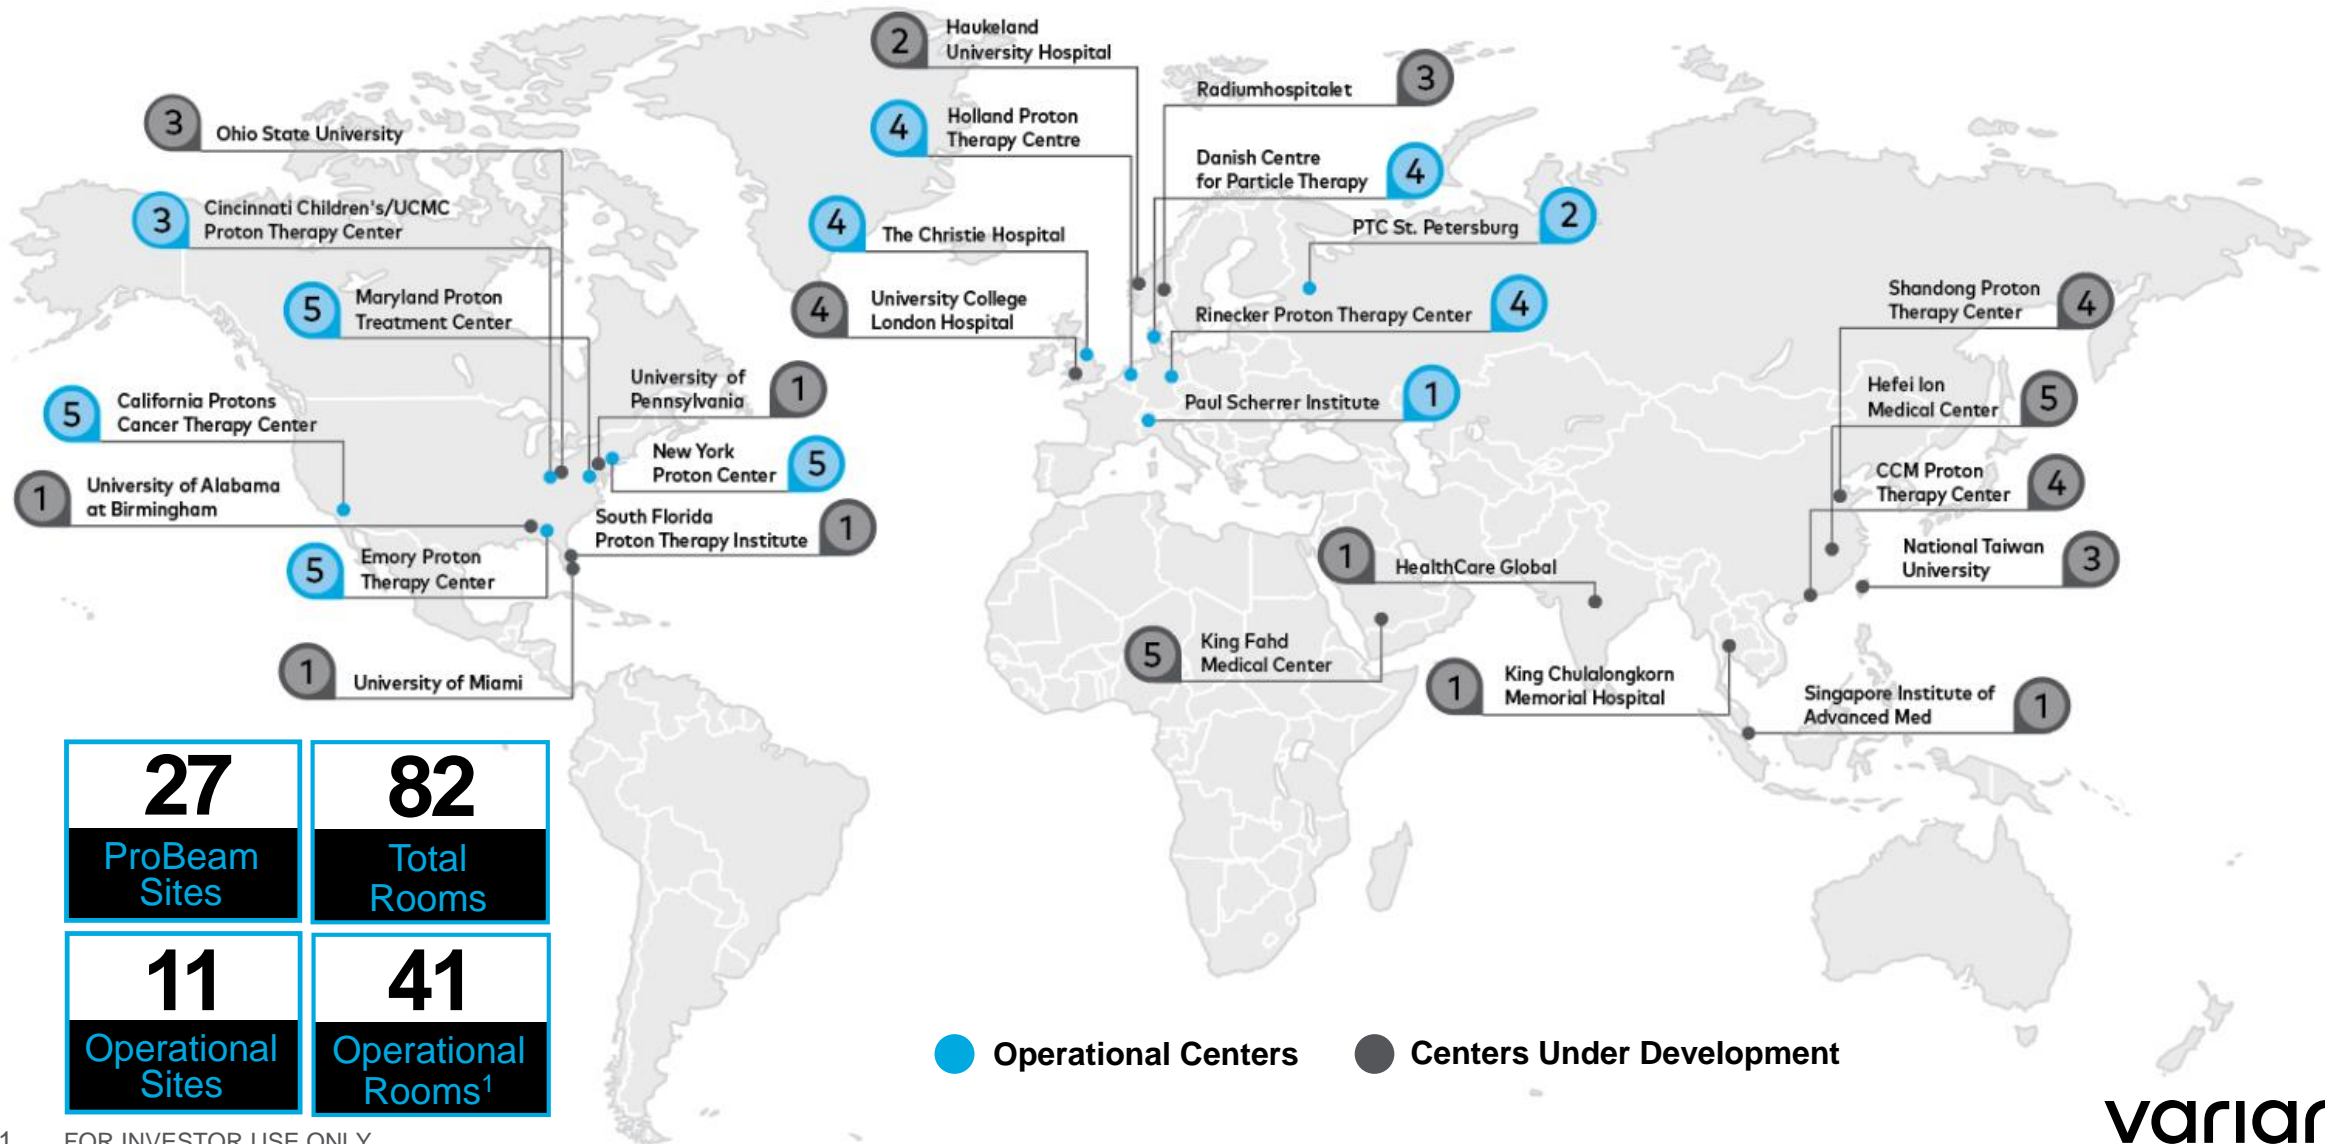 2
Haukeland
University Hospital
Radiumhospitalet
3
3
Ohio State University
4
Holland Proton
Therapy Centre
Danish Centre
for Particle Therapy
4
3
Cincinnati Children's/UCMC
Proton Therapy Center
4
The Christie Hospital
PTC St. Petersburg
2
5
Maryland Proton
Treatment Center
4
University College
London Hospital
Rinecker Proton Therapy Center
4
Shandong Proton
Therapy Center
4
5
California Protons
Cancer Therapy Center
University of
Pennsylvania
1
Paul Scherrer Institute
1
Hefei Ion
Medical Center
5
New York
Proton Center
5
CCM Proton
Therapy Center
4
1
University of Alabama
at Birmingham
South Florida
Proton Therapy Institute
1
1
HealthCare Global
National Taiwan
University
3
5
Emory Proton
Therapy Center
5
King Fahd
Medical Center
1
King Chulalongkorn
Memorial Hospital
Singapore Institute of
Advanced Med
1
1
University of Miami
27
ProBeam
Sites
82
Total
Rooms
11
Operational
Sites
41
Operational
Rooms¹
Operational Centers
Centers Under Development
1
FOR INVESTOR USE ONLY